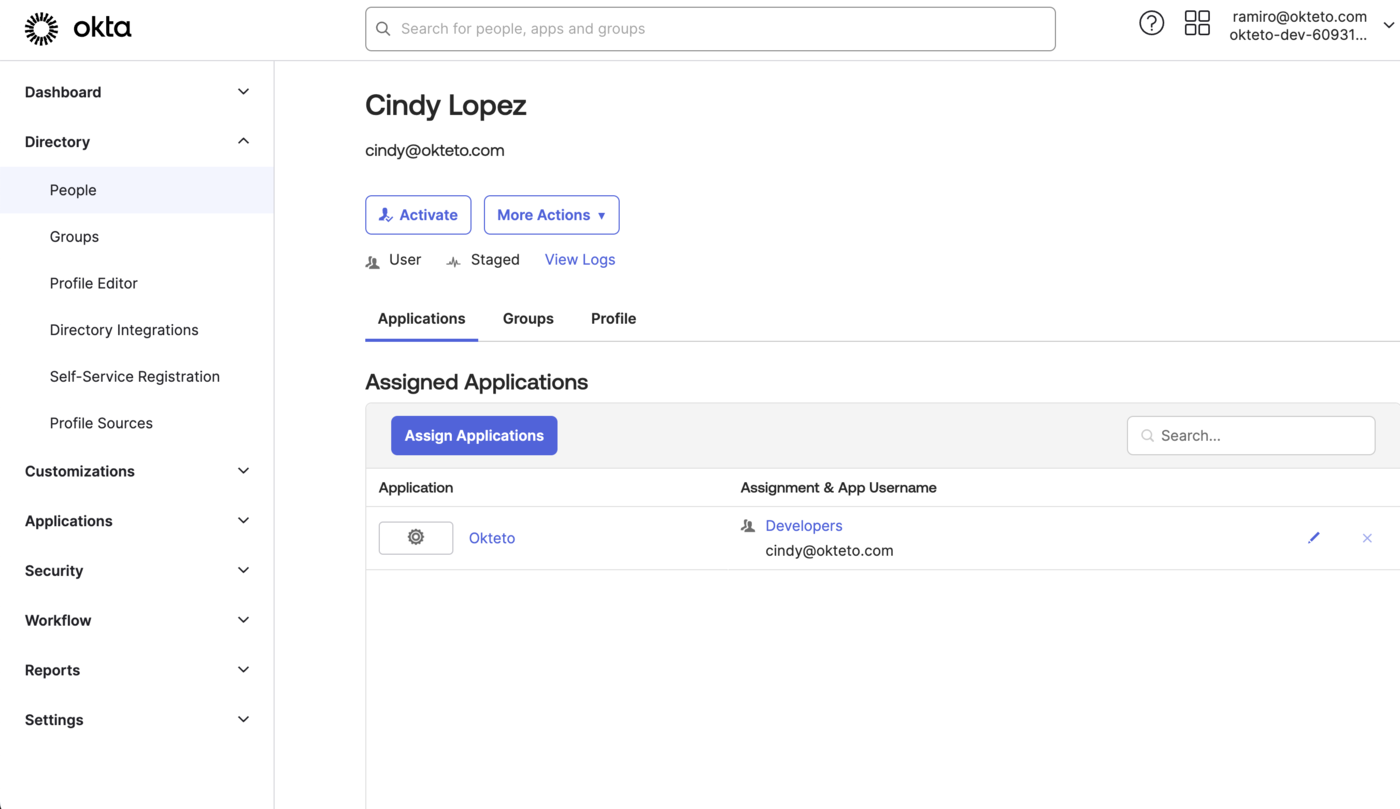 okta
Search for people, apps and groups
ramiro@okteto.com
okteto-dev-60931...
Dashboard
Directory
People
Groups
Profile Editor
Directory Integrations
Self-Service Registration
Profile Sources
Customizations
Applications
Security
Workflow
Reports
Settings
Cindy Lopez
cindy@okteto.com
Activate
More Actions ▼
User
Staged
View Logs
Applications
Groups
Profile
Assigned Applications
Assign Applications
Search...
Application
Assignment & App Username
Okteto
Developers
cindy@okteto.com